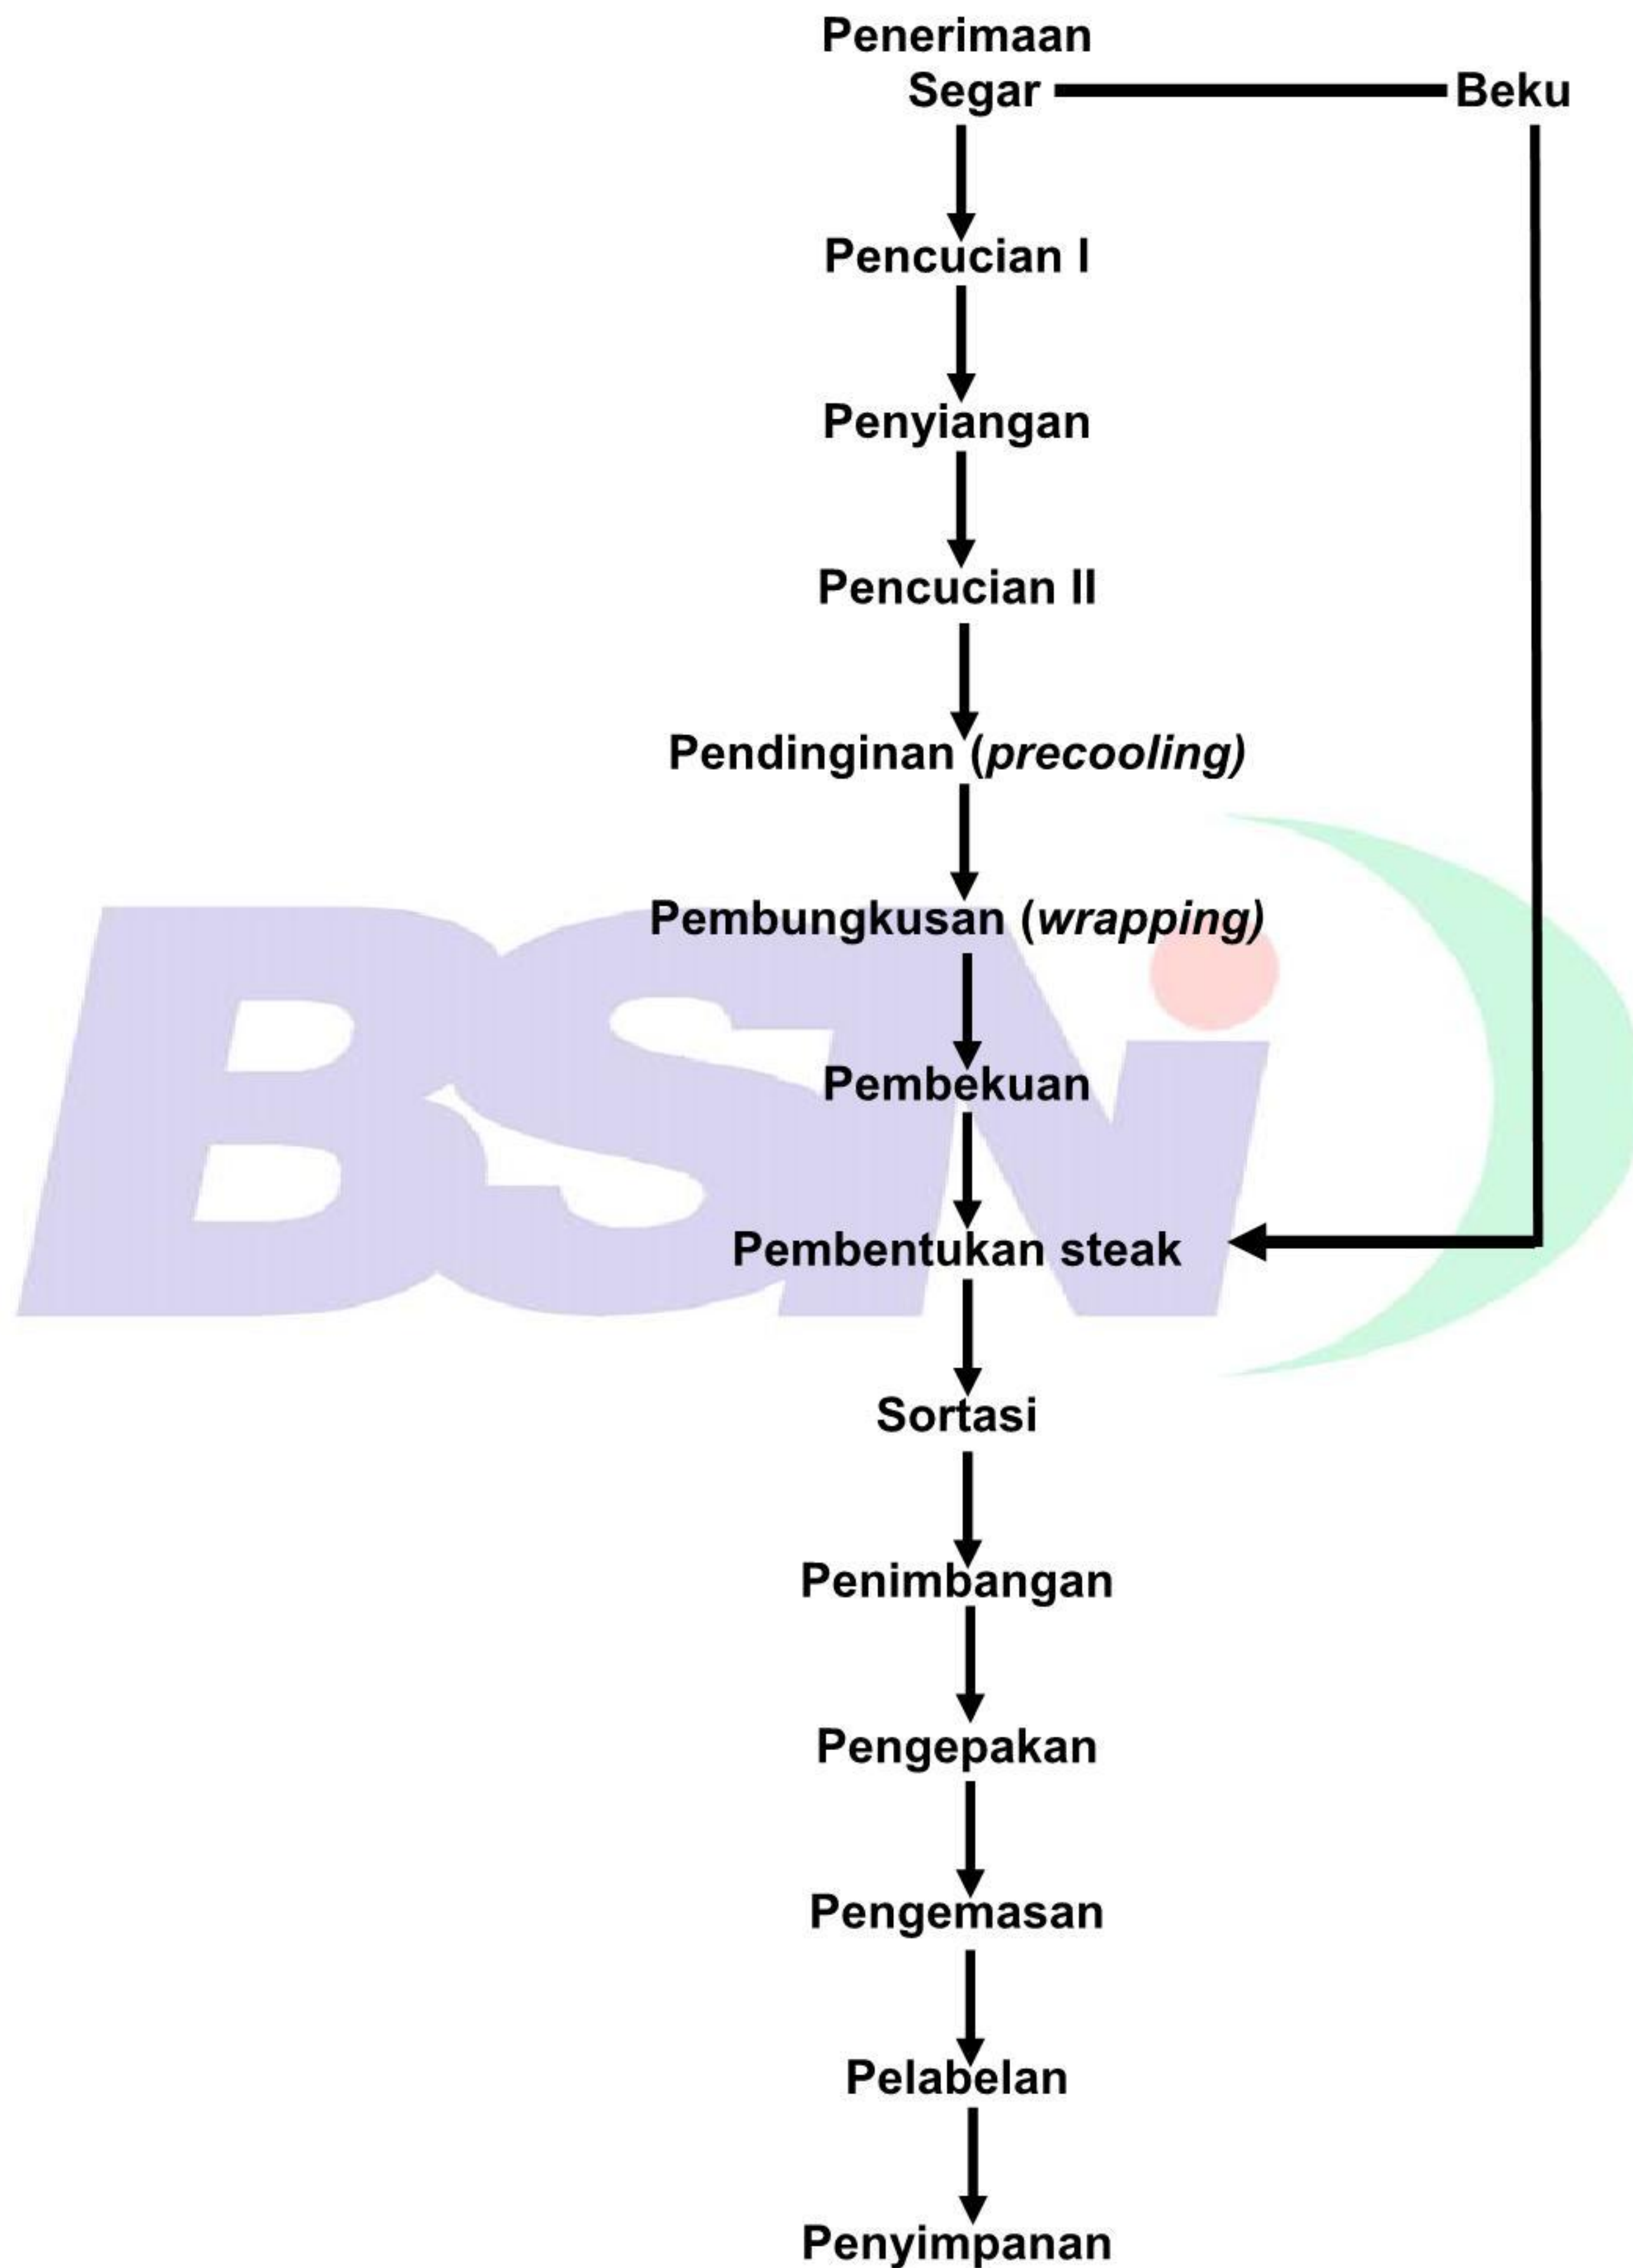 Penerimaan
Segar Beku
Pencucian I
Penyiangan
Pencucian II
Pendinginan (precooling)
Pembungkusan (wrapping)
BSNi
Pembekuan
Pembentukan steak
Sortasi
Penimbangan
Pengepakan
Pengemasan
Pelabelan
Penyimpanan